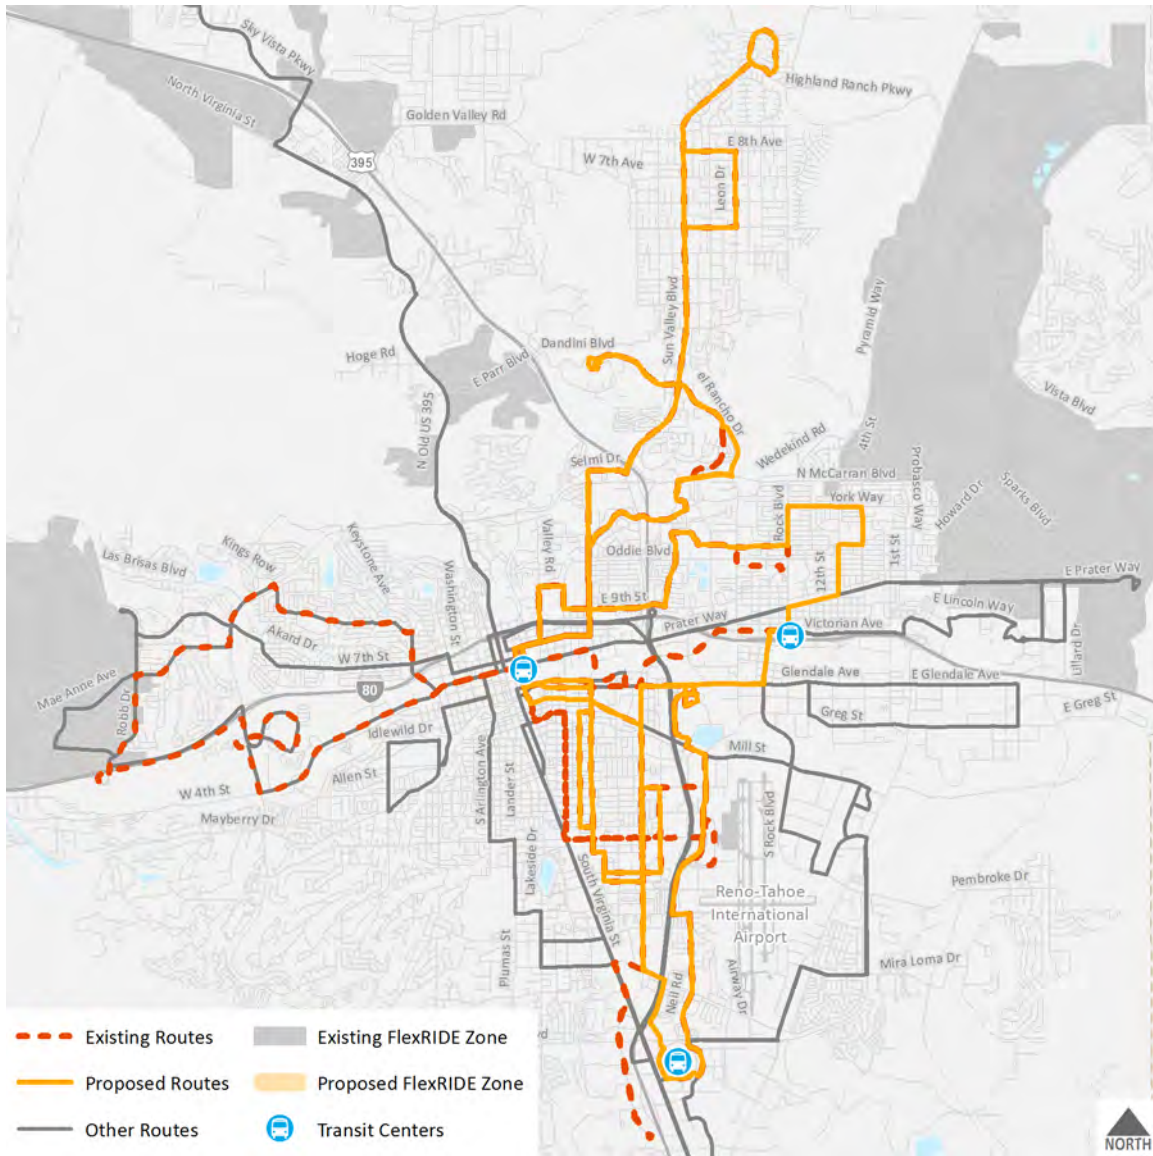 Sky Vista Pkwy
North Virginia St
Golden Valley Rd
395
Highland Ranch Pkwy
E 8th Ave
W 7th Ave
Leon Dr
Sun Valley Blvd
Pyramid Way
Dandini Blvd
Hoge Rd
E Parr Blvd
el Rancho Dr
Vista Blvd
N Old US 395
Wedekind Rd
4th St
Selmi Dr
N McCarran Blvd
Probasco Way
York Way
Howard Dr
Sparks Blvd
Rock Blvd
Valley Rd
Keystone Ave
Kings Row
Las Brisas Blvd
Oddie Blvd
12th St
1st St
E Prater Way
Washington St
E 9th St
Prater Way
E Lincoln Way
Victorian Ave
Akard Dr
W 7th St
Lillard Dr
Mae Anne Ave
Glendale Ave
E Glendale Ave
80
Robb Dr
Greg St
E Greg St
Idlewild Dr
Mill St
Allen St
W 4th St
Mayberry Dr
S Arlington Ave
Lander St
S Rock Blvd
Lakeside Dr
South Virginia St
Reno-Tahoe
International
Airport
Pembroke Dr
Plumas St
Mira Loma Dr
Neil Rd
Airway Dr
vd
Existing Routes
Existing FlexRIDE Zone
Proposed Routes
Proposed FlexRIDE Zone
Other Routes
Transit Centers
NORTH